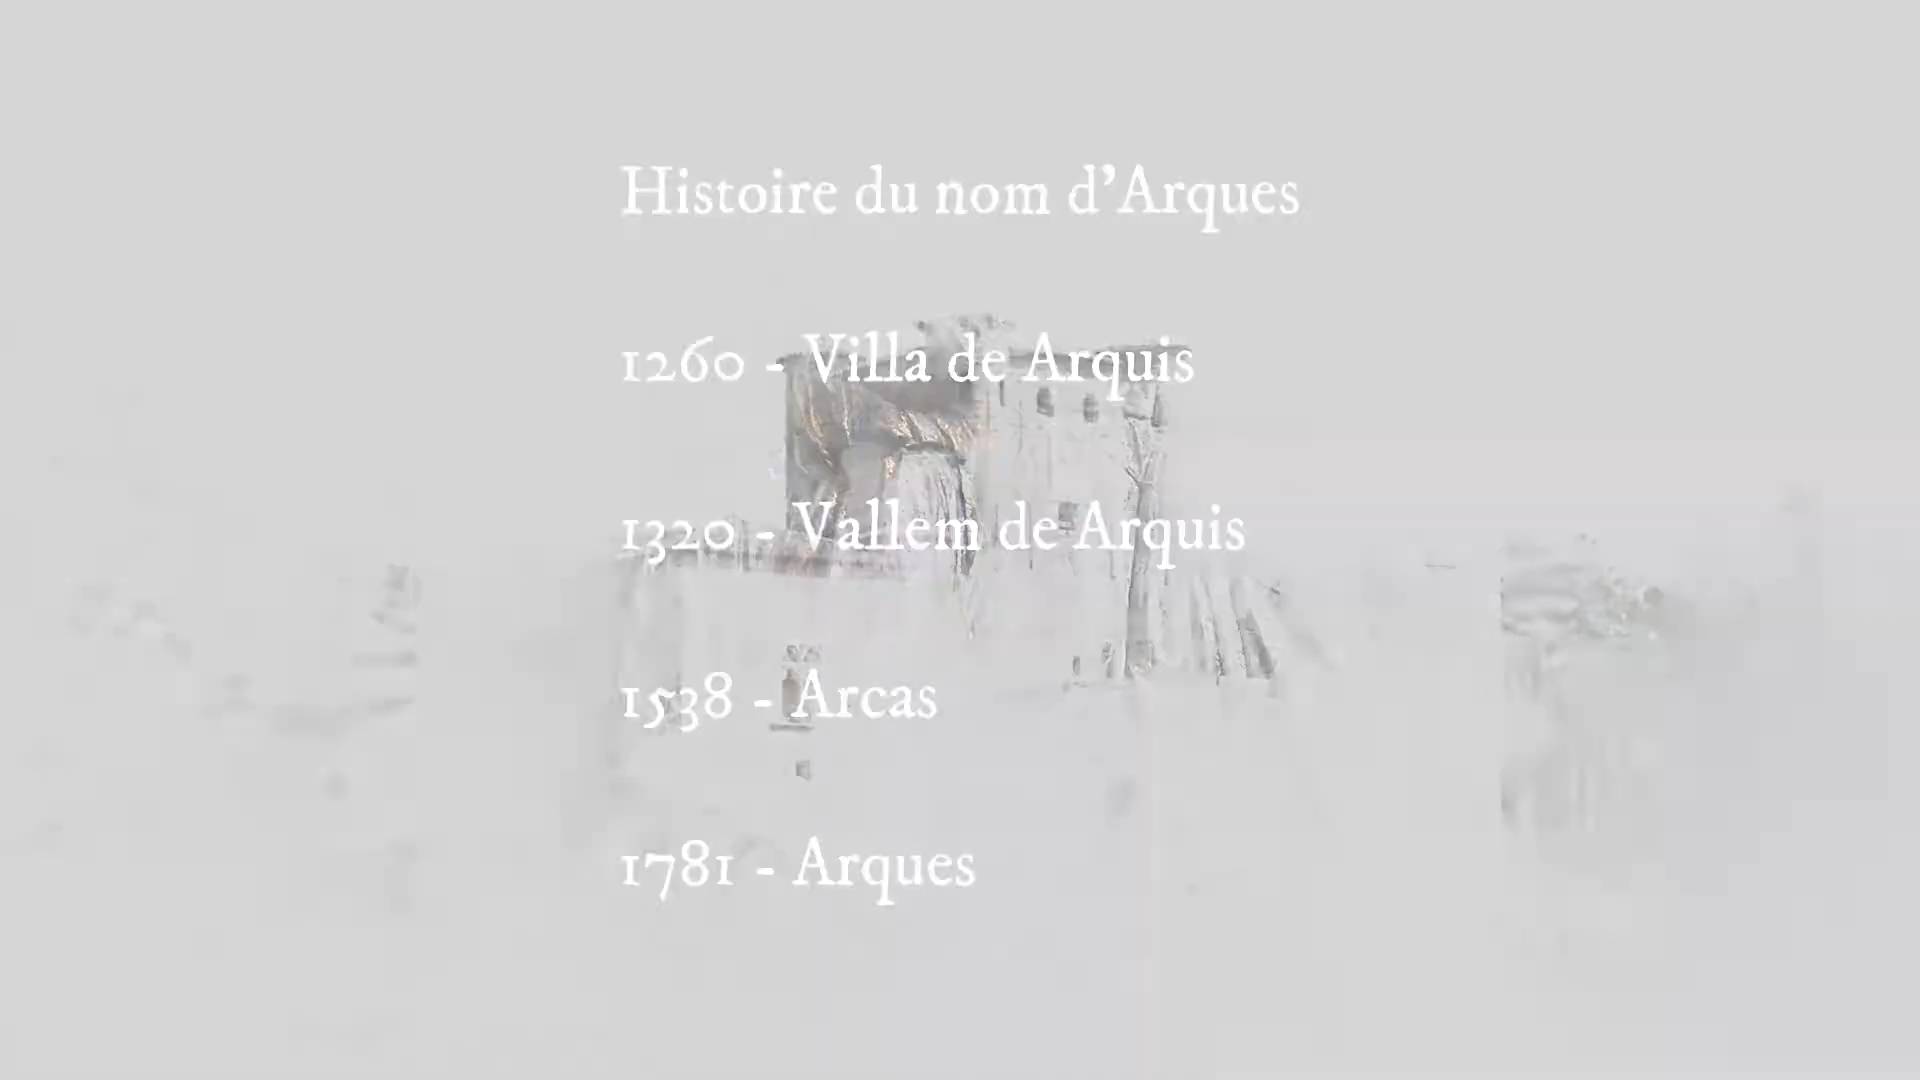 Histoire du nom d’Arques
1260 - Villa de Arquis
1320 - Vallem de Arquis
1538 - Arcas
1781 - Arques